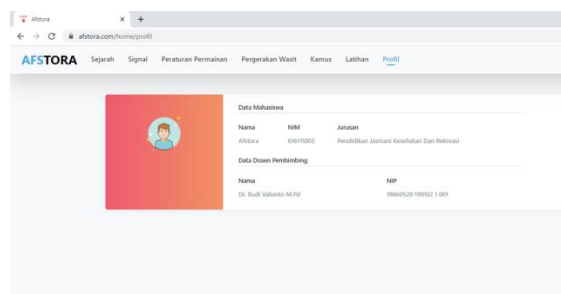 Afstora
afstora.com/home/profil
AFSTORA Sejarah Signal Peraturan Permainan Pergerakan Wasit Kamus Latihan Profil
Data Mahasiswa
Nama NIM Jurusan
Afstora 616111003 Pendidikan Jasmani Kesehatan Dan Rekreasi
Data Dosen Pembimbing
Nama NIP
Dr. Budi Valianto M.Pd 19660520 199102 1 001